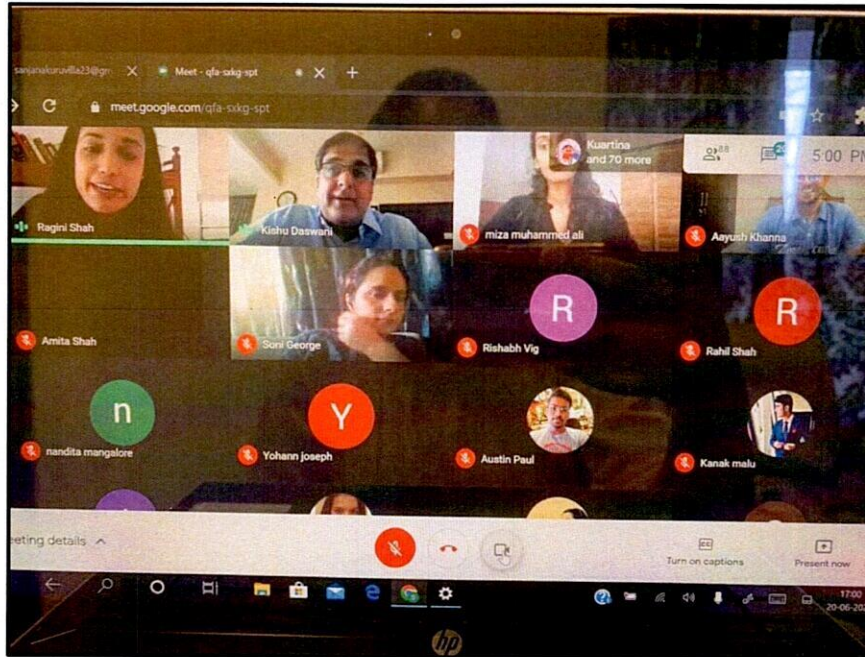 sanjanakuruvilla23@gm
Meet - qfa-sxkg-spt
meet.google.com/qfa-sxkg-spt
Kuartina
and 70 more
5:00 PM
Ragini Shah
Kishu Daswani
miza muhammed ali
Aayush Khanna
Amita Shah
Soni George
R
Rishabh Vig
R
Rahil Shah
n
nandita mangalore
Y
Yohann joseph
Austin Paul
Kanak malu
eeting details
CC
Turn on captions
Present now
17:00
20-06-202
hp